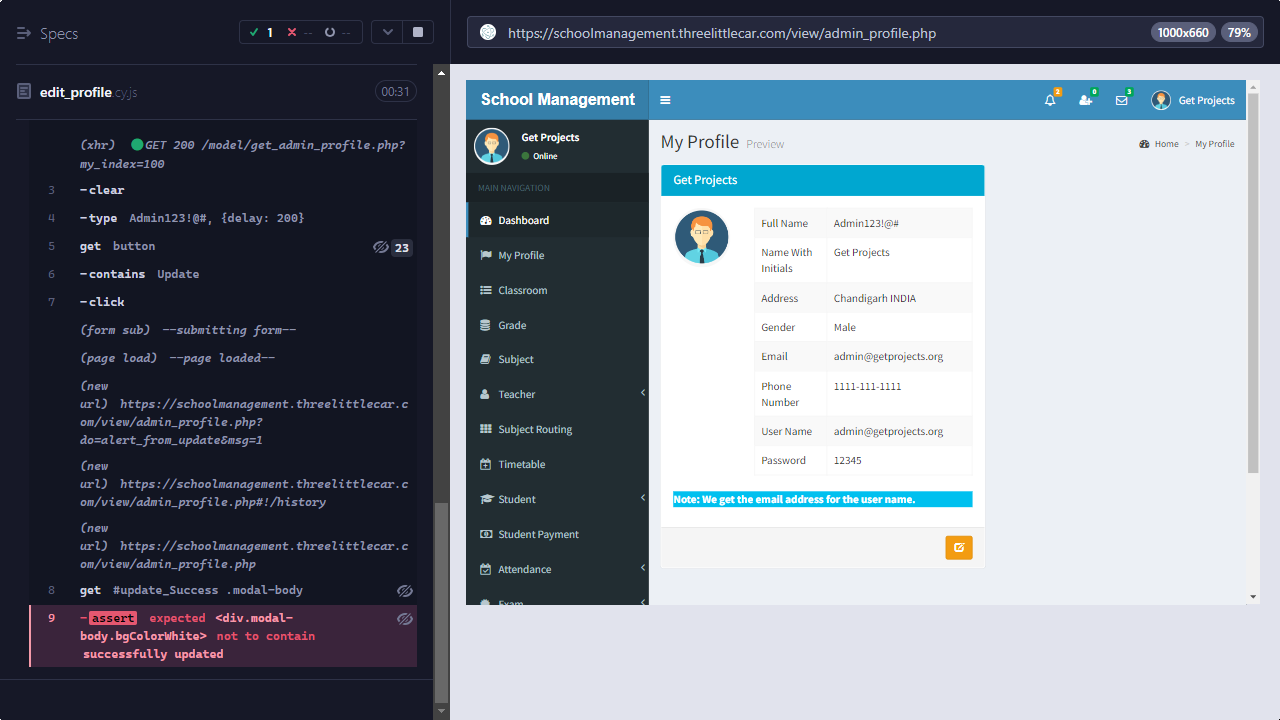 Specs
1
--
--
https://schoolmanagement.threelittlecar.com/view/admin_profile.php
1000x660
79%
edit_profile.cy.js
00:31
(xhr) GET 200 /model/get_admin_profile.php?
my_index=100
3 -clear
4 -type Admin123!@#, {delay: 200}
5 get button 23
6 -contains Update
7 -click
(form sub) --submitting form--
(page load) --page loaded--
(new
url) https://schoolmanagement.threelittlecar.c
om/view/admin_profile.php?
do=alert_from_update&msg=1
(new
url) https://schoolmanagement.threelittlecar.c
om/view/admin_profile.php#!/history
(new
url) https://schoolmanagement.threelittlecar.c
om/view/admin_profile.php
8 get #update_Success .modal-body
9 -assert expected <div.modal-
body.bgColorWhite> not to contain
successfully updated
School Management
3
0
3
Get Projects
Get Projects
Online
MAIN NAVIGATION
Dashboard
My Profile
Classroom
Grade
Subject
Teacher
Subject Routing
Timetable
Student
Student Payment
Attendance
Exam
My Profile Preview
Home > My Profile
Get Projects
Full Name Admin123!@#
Name With
Initials Get Projects
Address Chandigarh INDIA
Gender Male
Email admin@getprojects.org
Phone
Number 1111-111-1111
User Name admin@getprojects.org
Password 12345
Note: We get the email address for the user name.